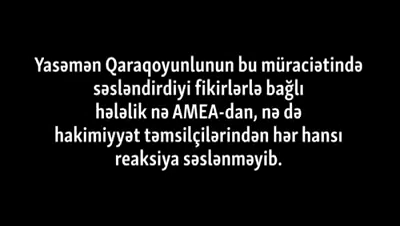 Yasəmən Qaraqoyunlunun bu müraciətində
səsləndirdiyi fikirlərlə bağlı
hələlik nə AMEA-dan, nə də
hakimiyyət təmsilçilərindən hər hansı
reaksiya səslənməyib.